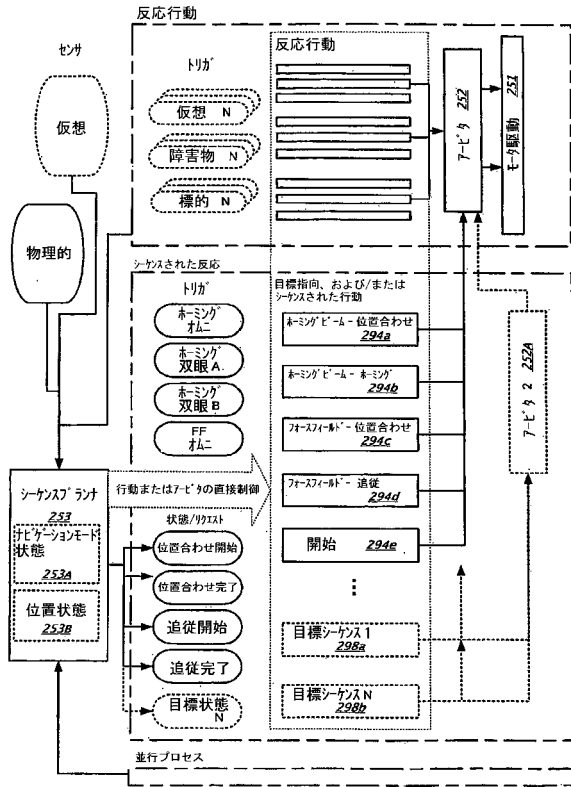 反応行動
センサ
仮想
物理的
トリガ
仮想 N
障害物 N
標的 N
反応行動
アービタ 252
モータ駆動 251
シーケンスされた反応
トリガ
ホーミング
オムニ
ホーミング
双眼 A
ホーミング
双眼 B
FF
オムニ
目標指向、および/または
シーケンスされた行動
ホーミングビーム－位置合わせ
294a
ホーミングビーム－ホーミング
294b
フォースフィールド－位置合わせ
294c
フォースフィールド－追従
294d
開始 294e
アービタ 2 252A
シーケンスプランナ
253
ナビゲーションモード
状態
253A
位置状態
253B
行動またはアービタの直接制御
状態/リクエスト
位置合わせ開始
位置合わせ完了
追従開始
追従完了
目標状態
N
目標シーケンス 1
298a
目標シーケンス N
298b
並行プロセス